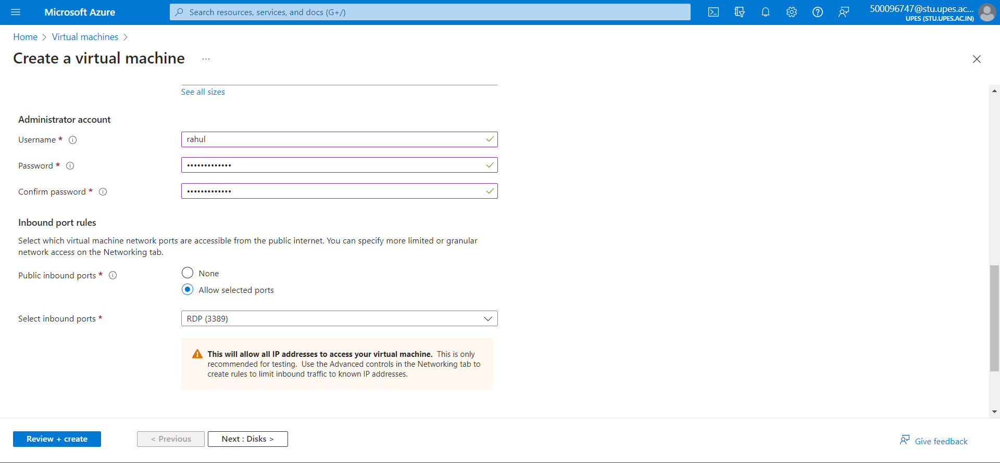 Microsoft Azure
Search resources, services, and docs (G+/)
500096747@stu.upes.ac...
UPES (STU.UPES.AC.IN)
Home > Virtual machines >
Create a virtual machine ...
See all sizes
Administrator account
Username *
rahul
Password *
•••••••••••••
Confirm password *
•••••••••••••
Inbound port rules
Select which virtual machine network ports are accessible from the public internet. You can specify more limited or granular
network access on the Networking tab.
Public inbound ports *
None
Allow selected ports
Select inbound ports *
RDP (3389)
This will allow all IP addresses to access your virtual machine. This is only
recommended for testing. Use the Advanced controls in the Networking tab to
create rules to limit inbound traffic to known IP addresses.
Review + create
< Previous
Next : Disks >
Give feedback